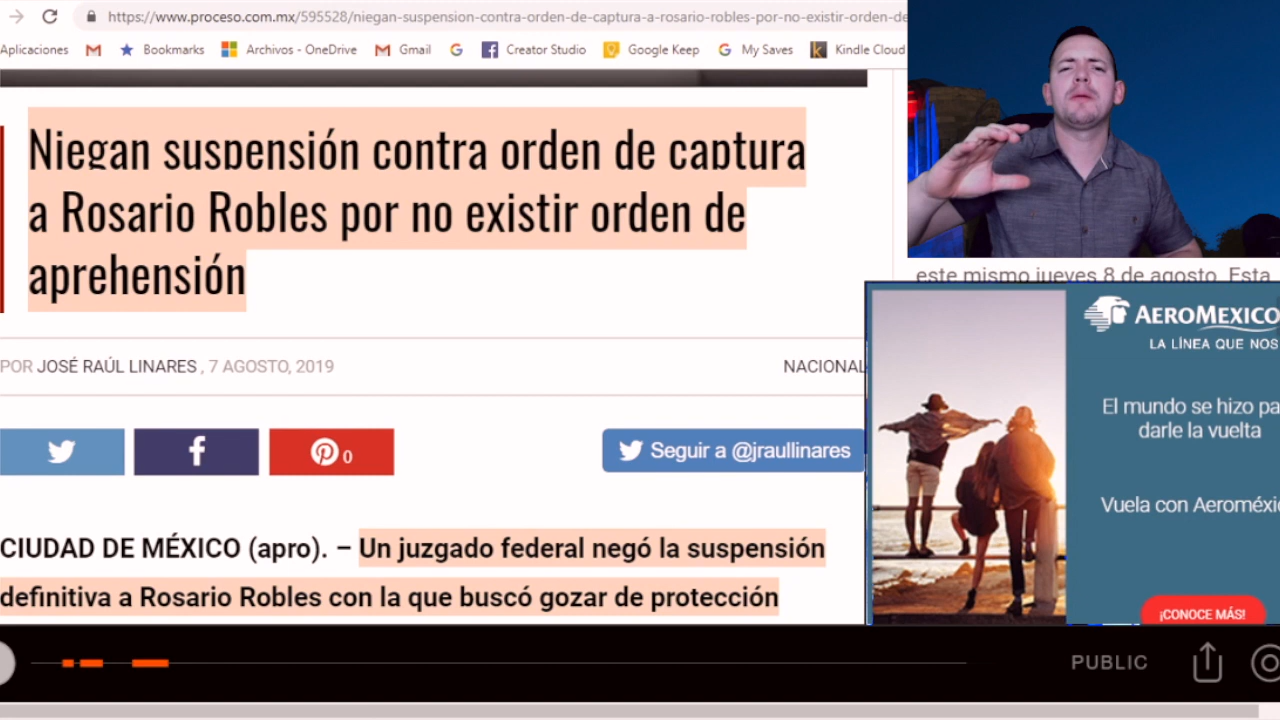 https://www.proceso.com.mx/595528/niegan-suspension-contra-orden-de-captura-a-rosario-robles-por-no-existir-orden-de
Aplicaciones Bookmarks Archivos - OneDrive Gmail Creator Studio Google Keep My Saves Kindle Cloud
Niegan suspensión contra orden de captura
a Rosario Robles por no existir orden de
aprehensión
este mismo jueves 8 de agosto. Esta
POR JOSÉ RAÚL LINARES , 7 AGOSTO, 2019
NACIONAL
0
Seguir a @jraullinares
CIUDAD DE MÉXICO (apro). – Un juzgado federal negó la suspensión
definitiva a Rosario Robles con la que buscó gozar de protección
AEROMEXICO
LA LÍNEA QUE NOS
El mundo se hizo pa
darle la vuelta
Vuela con Aeroméxic
¡CONOCE MÁS!
PUBLIC